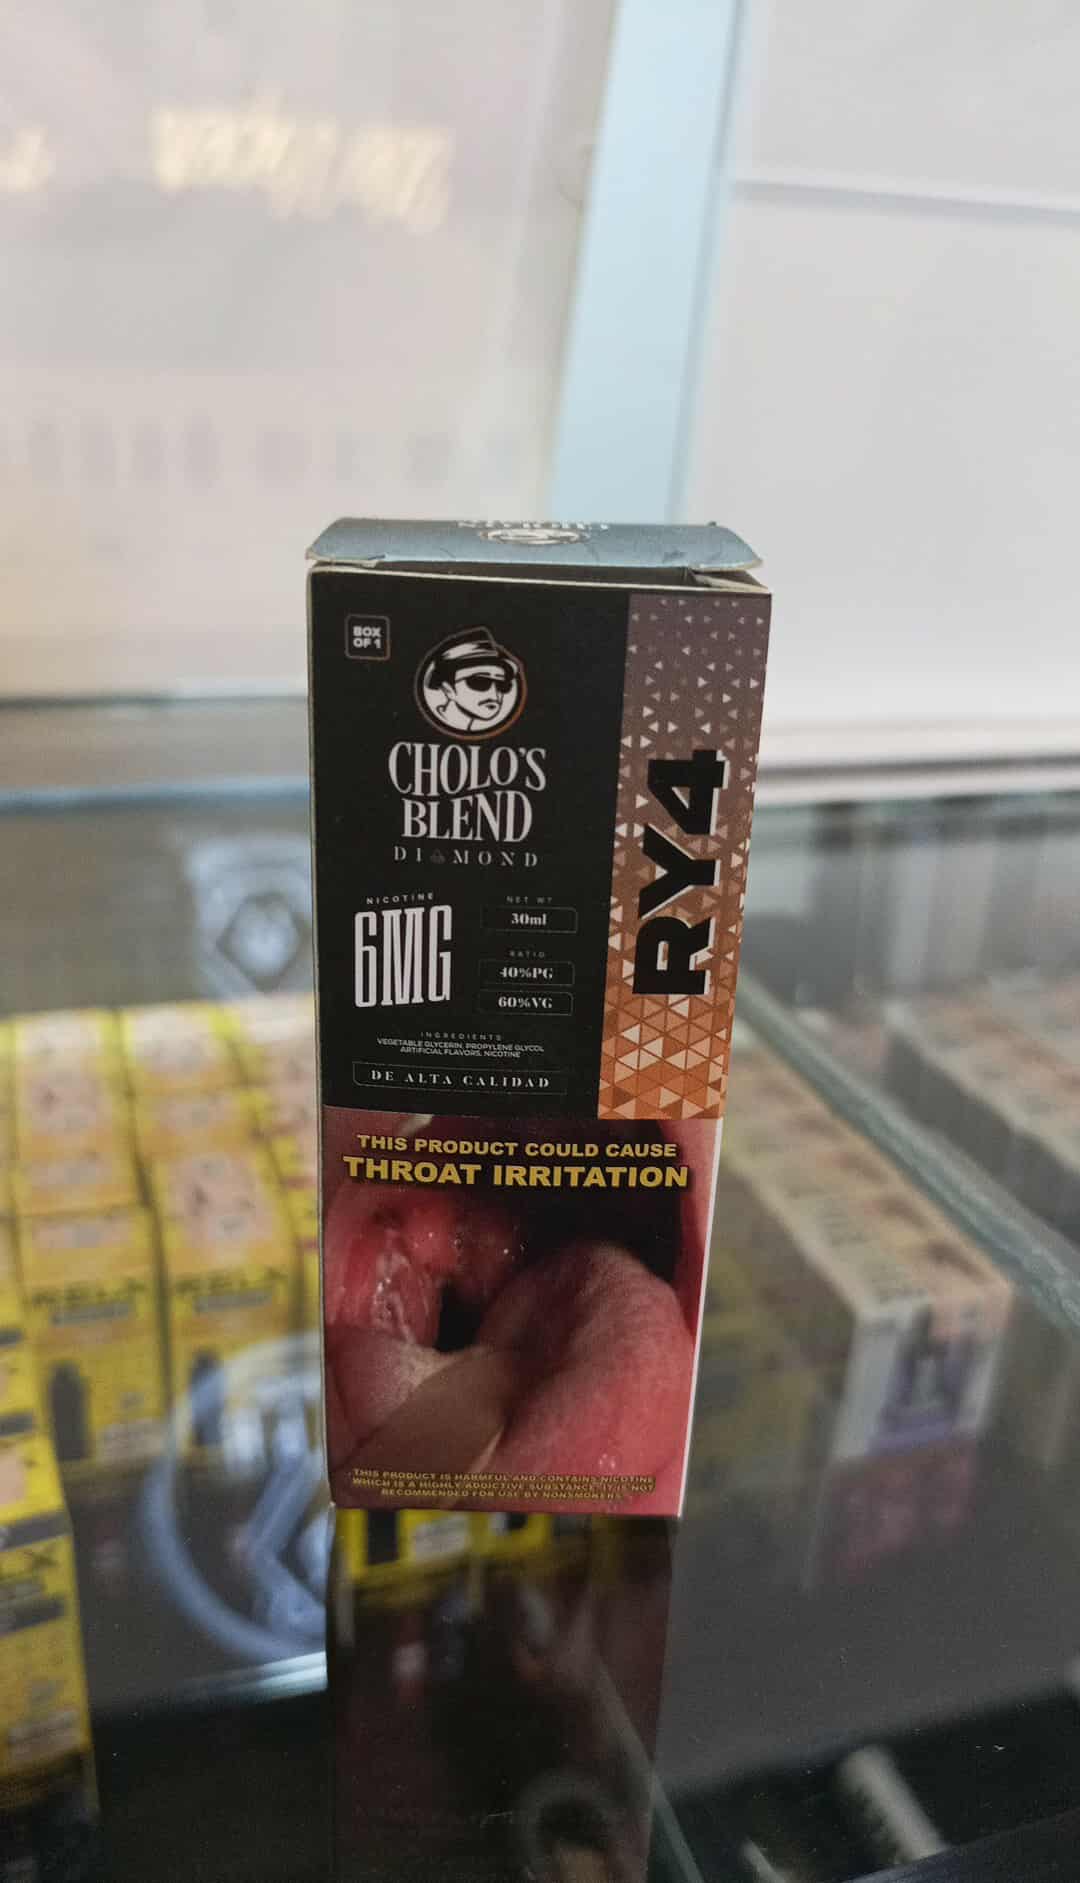 BOX
OF 1
CHOLO'S
BLEND
DIAMOND
NICOTINE
6MG
NET WT
30ml
RATIO
40%PG
60%VG
INGREDIENTS
VEGETABLE GLYCERIN, PROPYLENE GLYCOL
ARTIFICIAL FLAVORS, NICOTINE
DE ALTA CALIDAD
RY4
THIS PRODUCT COULD CAUSE
THROAT IRRITATION
THIS PRODUCT IS HARMFUL AND CONTAINS NICOTINE
WHICH IS A HIGHLY ADDICTIVE SUBSTANCE. IT IS NOT
RECOMMENDED FOR USE BY NONSMOKERS.
RELX